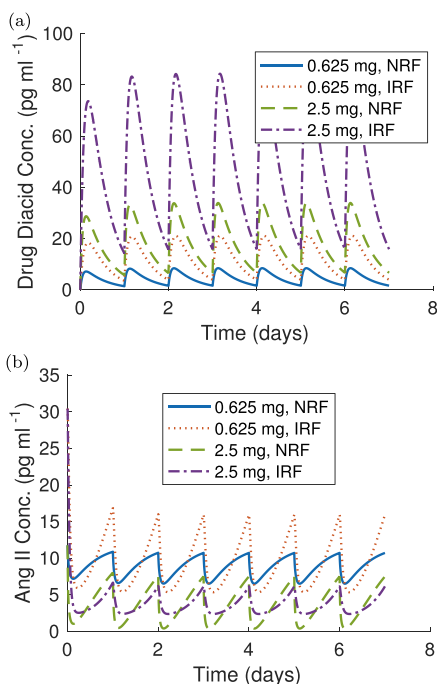 (a)
Drug Diacid Conc. (pg ml -1)
100
80
60
40
20
0
0.625 mg, NRF
0.625 mg, IRF
2.5 mg, NRF
2.5 mg, IRF
0 2 4 6 8
Time (days)
(b)
Ang II Conc. (pg ml -1)
35
30
25
20
15
10
5
0
0.625 mg, NRF
0.625 mg, IRF
2.5 mg, NRF
2.5 mg, IRF
0 2 4 6 8
Time (days)